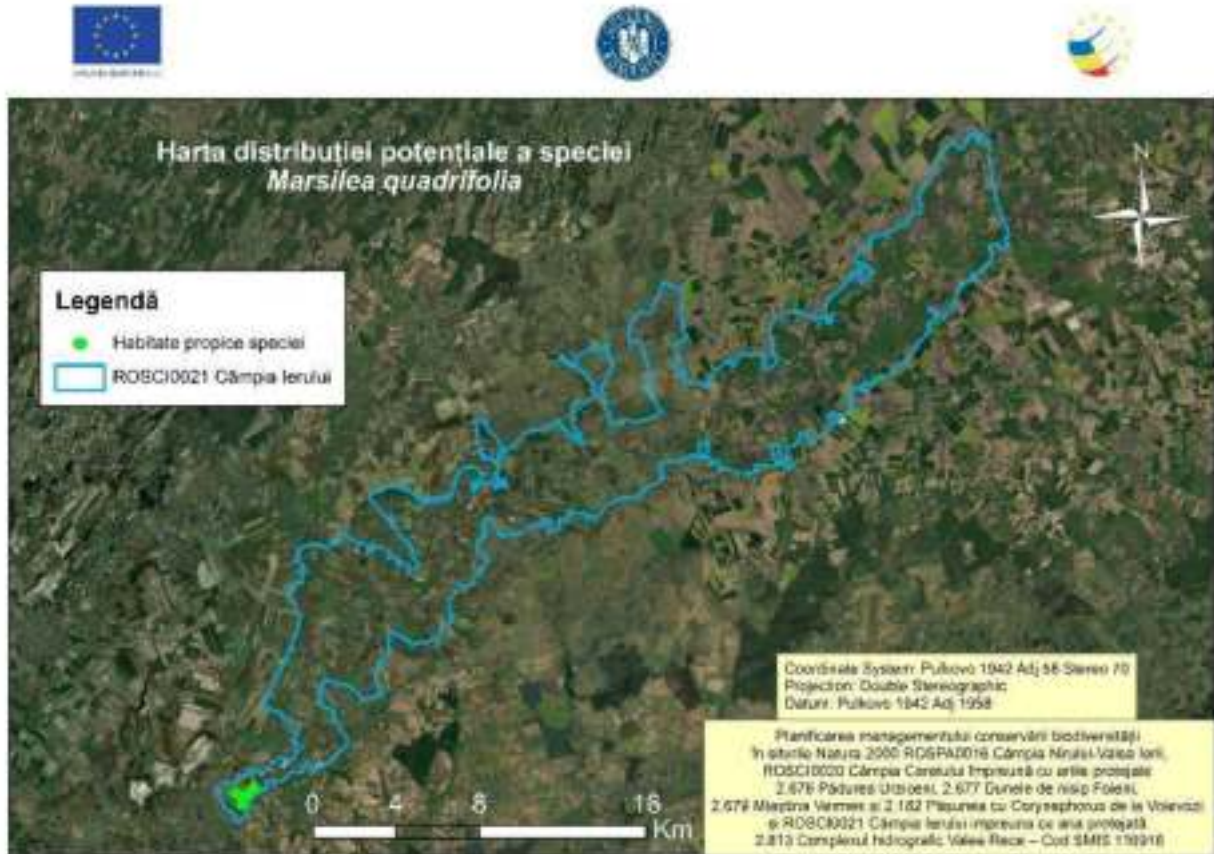 Harta distribuției potențiale a speciei
Marsilea quadrifolia
N
Legendă
Habitate propice speciei
ROSCI0021 Câmpia Ierului
0 4 8 16
Km
Coordinate System: Pulkovo 1942 Adj 58 Stereo 70
Projection: Double Stereographic
Datum: Pulkovo 1942 Adj 1958
Planificarea managementului conservării biodiversității
în siturile Natura 2000 ROSPA0016 Câmpia Nirului-Valea Ierii,
ROSCI0020 Câmpia Careiului împreună cu ariile protejate
2.676 Pădurea Urziceni, 2.677 Dunele de nisip Foieni,
2.679 Mlaștina Vermeș și 2.182 Pășunea cu Corynephorus de la Voievozi
și ROSCI0021 Câmpia Ierului împreuna cu aria protejată
2.813 Complexul hidrografic Valea Rece – Cod SMIS 116916